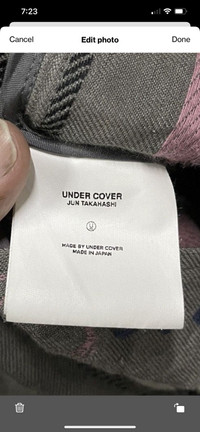 7:23
Cancel Edit photo Done
UNDER COVER
JUN TAKAHASHI
U
MADE BY UNDER COVER
MADE IN JAPAN